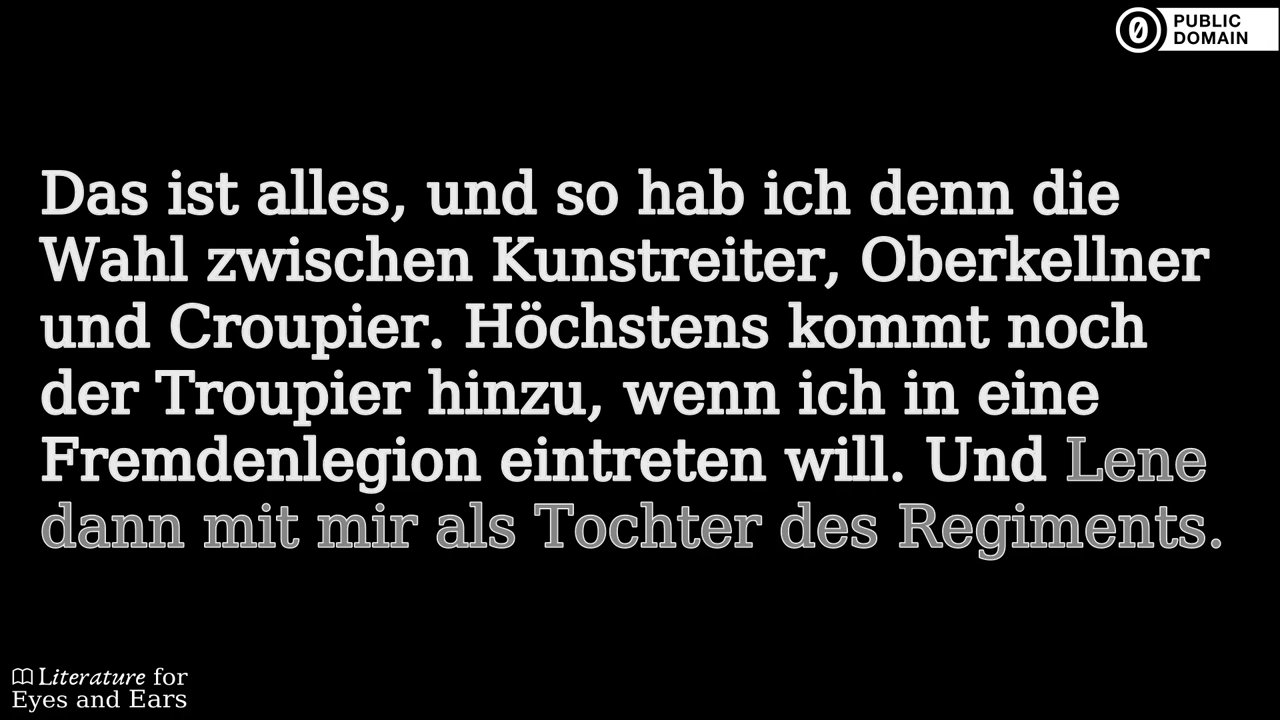 PUBLIC
DOMAIN
Das ist alles, und so hab ich denn die
Wahl zwischen Kunstreiter, Oberkellner
und Croupier. Höchstens kommt noch
der Troupier hinzu, wenn ich in eine
Fremdenlegion eintreten will. Und Lene
dann mit mir als Tochter des Regiments.
Literature for
Eyes and Ears